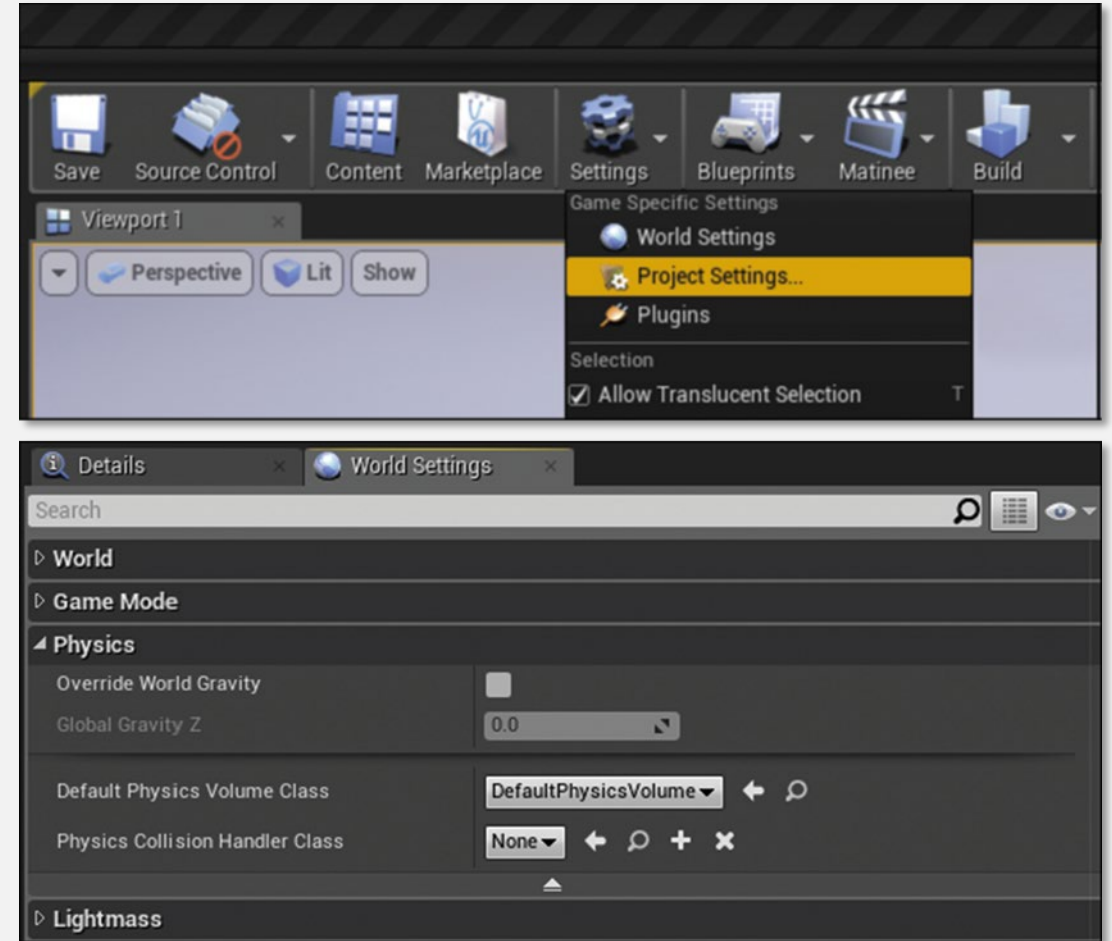 Save Source Control Content Marketplace Settings Blueprints Matinee Build
Viewport 1
Game Specific Settings
World Settings
Perspective Lit Show
Project Settings...
Plugins
Selection
Allow Translucent Selection T
Details World Settings
Search
World
Game Mode
Physics
Override World Gravity
Global Gravity Z 0.0
Default Physics Volume Class DefaultPhysicsVolume
Physics Collision Handler Class None
Lightmass